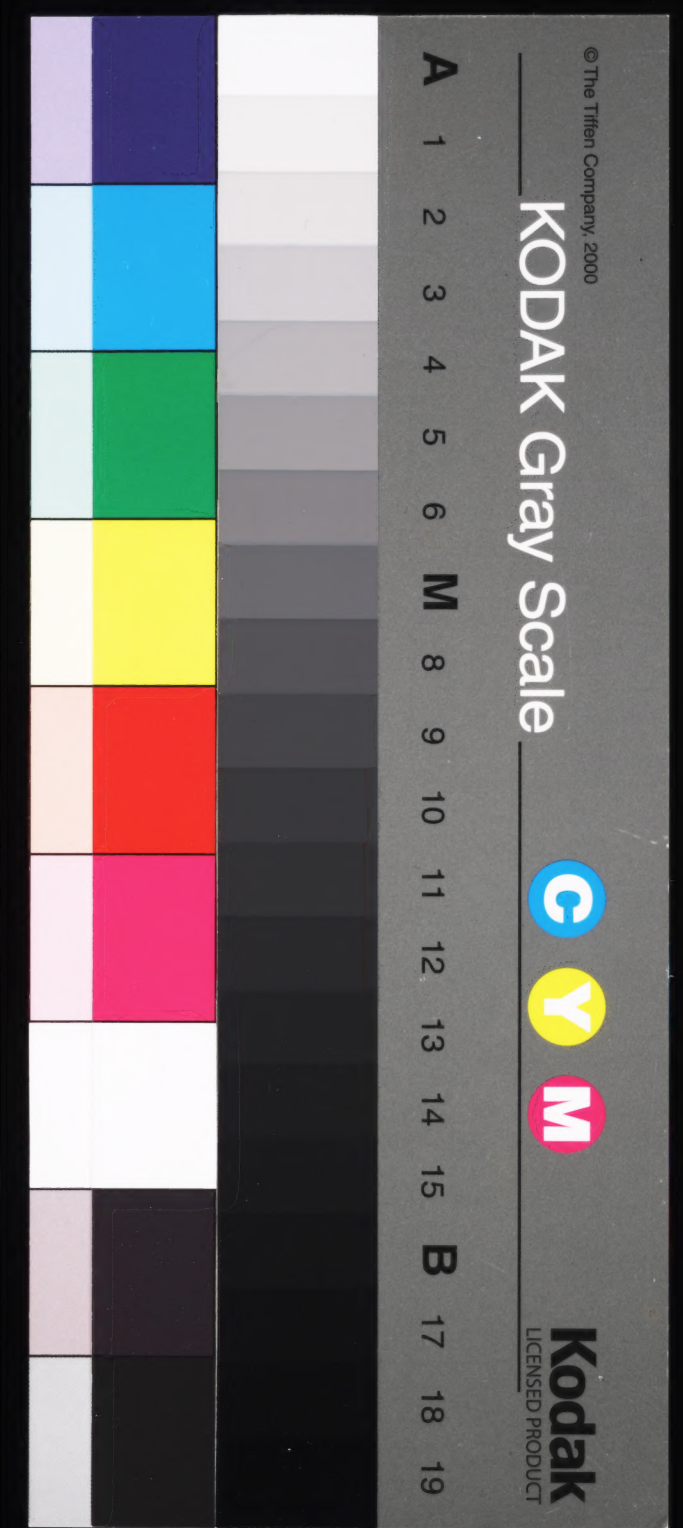 © The Tiffen Company, 2000
KODAK Gray Scale
C Y M
Kodak
LICENSED PRODUCT
A 1 2 3 4 5 6 M 8 9 10 11 12 13 14 15 B 17 18 19